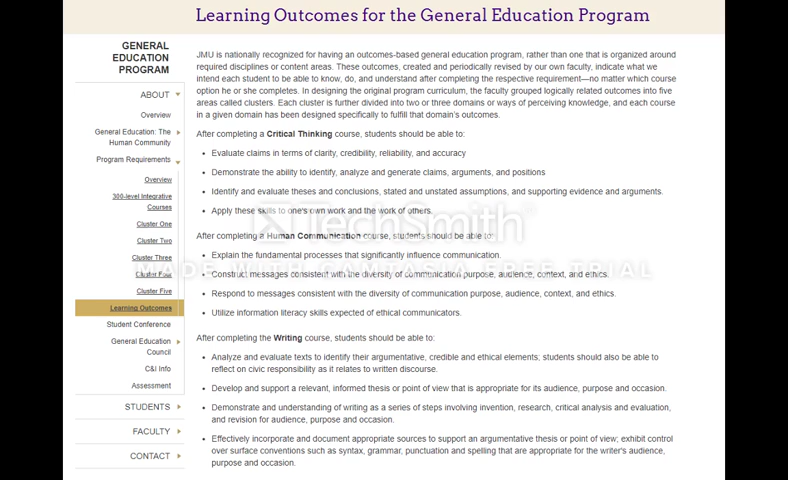 Learning Outcomes for the General Education Program
GENERAL
EDUCATION
PROGRAM
ABOUT
Overview
General Education: The
Human Community
Program Requirements
Overview
300-level Integrative
Courses
Cluster One
Cluster Two
Cluster Three
Cluster Four
Cluster Five
Learning Outcomes
Student Conference
General Education
Council
C&I Info
Assessment
STUDENTS
FACULTY
CONTACT
JMU is nationally recognized for having an outcomes-based general education program, rather than one that is organized around
required disciplines or content areas. These outcomes, created and periodically revised by our own faculty, indicate what we
intend each student to be able to know, do, and understand after completing the respective requirement—no matter which course
option he or she completes. In designing the original program curriculum, the faculty grouped logically related outcomes into five
areas called clusters. Each cluster is further divided into two or three domains or ways of perceiving knowledge, and each course
in a given domain has been designed specifically to fulfill that domain's outcomes.
After completing a Critical Thinking course, students should be able to:
• Evaluate claims in terms of clarity, credibility, reliability, and accuracy
• Demonstrate the ability to identify, analyze and generate claims, arguments, and positions
• Identify and evaluate theses and conclusions, stated and unstated assumptions, and supporting evidence and arguments.
• Apply these skills to one's own work and the work of others.
After completing a Human Communication course, students should be able to:
• Explain the fundamental processes that significantly influence communication.
• Construct messages consistent with the diversity of communication purpose, audience, context, and ethics.
• Respond to messages consistent with the diversity of communication purpose, audience, context, and ethics.
• Utilize information literacy skills expected of ethical communicators.
After completing the Writing course, students should be able to:
• Analyze and evaluate texts to identify their argumentative, credible and ethical elements; students should also be able to
reflect on civic responsibility as it relates to written discourse.
• Develop and support a relevant, informed thesis or point of view that is appropriate for its audience, purpose and occasion.
• Demonstrate and understanding of writing as a series of steps involving invention, research, critical analysis and evaluation,
and revision for audience, purpose and occasion.
• Effectively incorporate and document appropriate sources to support an argumentative thesis or point of view; exhibit control
over surface conventions such as syntax, grammar, punctuation and spelling that are appropriate for the writer's audience,
purpose and occasion.
TechSmith
MADE WITH CAMTASIA FREE TRIAL